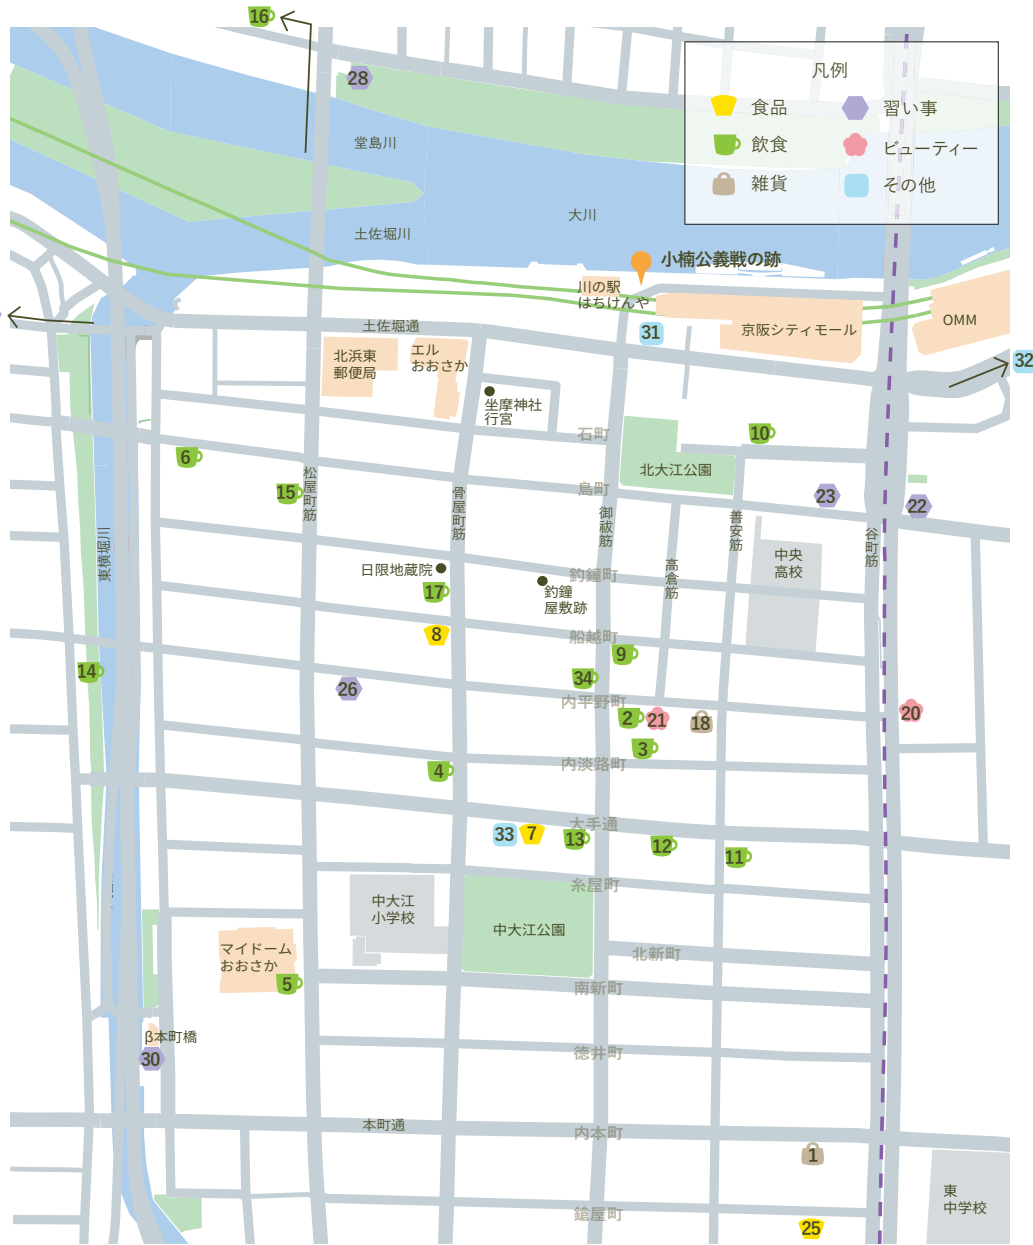 16
28
凡例
食品
習い事
飲食
ビューティー
雑貨
その他
堂島川
大川
土佐堀川
小楠公義戦の跡
川の駅
はちけんや
31
土佐堀通
京阪シティモール
OMM
32
北浜東
郵便局
エル
おおさか
坐摩神社
行宮
石町
10
6
北大江公園
15
松屋町筋
島町
23
22
骨屋町筋
御祓筋
善安筋
谷町筋
東横堀川
中央
高校
高倉筋
日限地蔵院
17
釣鐘町
釣鐘
屋敷跡
8
船越町
9
14
34
26
内平野町
2
21
18
20
3
内淡路町
4
大手通
33
7
13
12
11
糸屋町
中大江
小学校
中大江公園
マイドーム
おおさか
北新町
5
南新町
β本町橋
30
徳井町
本町通
内本町
1
東
中学校
鎗屋町
25